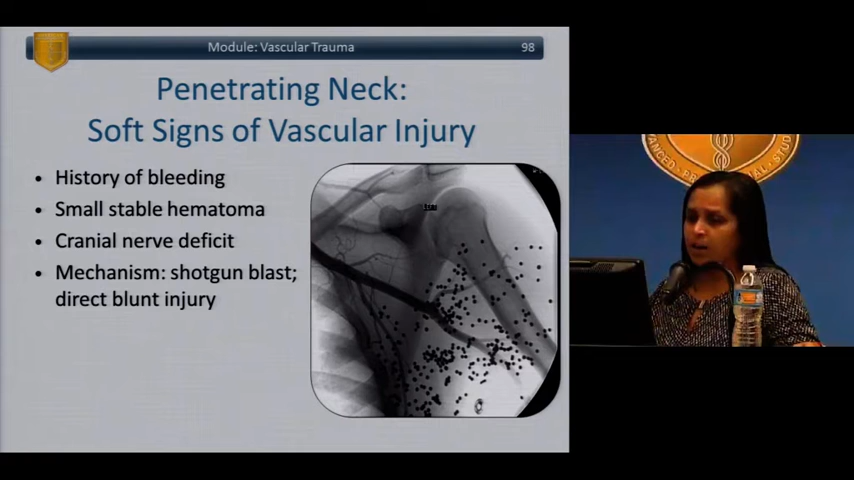 Module: Vascular Trauma
98
Penetrating Neck:
Soft Signs of Vascular Injury
• History of bleeding
• Small stable hematoma
• Cranial nerve deficit
• Mechanism: shotgun blast;
direct blunt injury